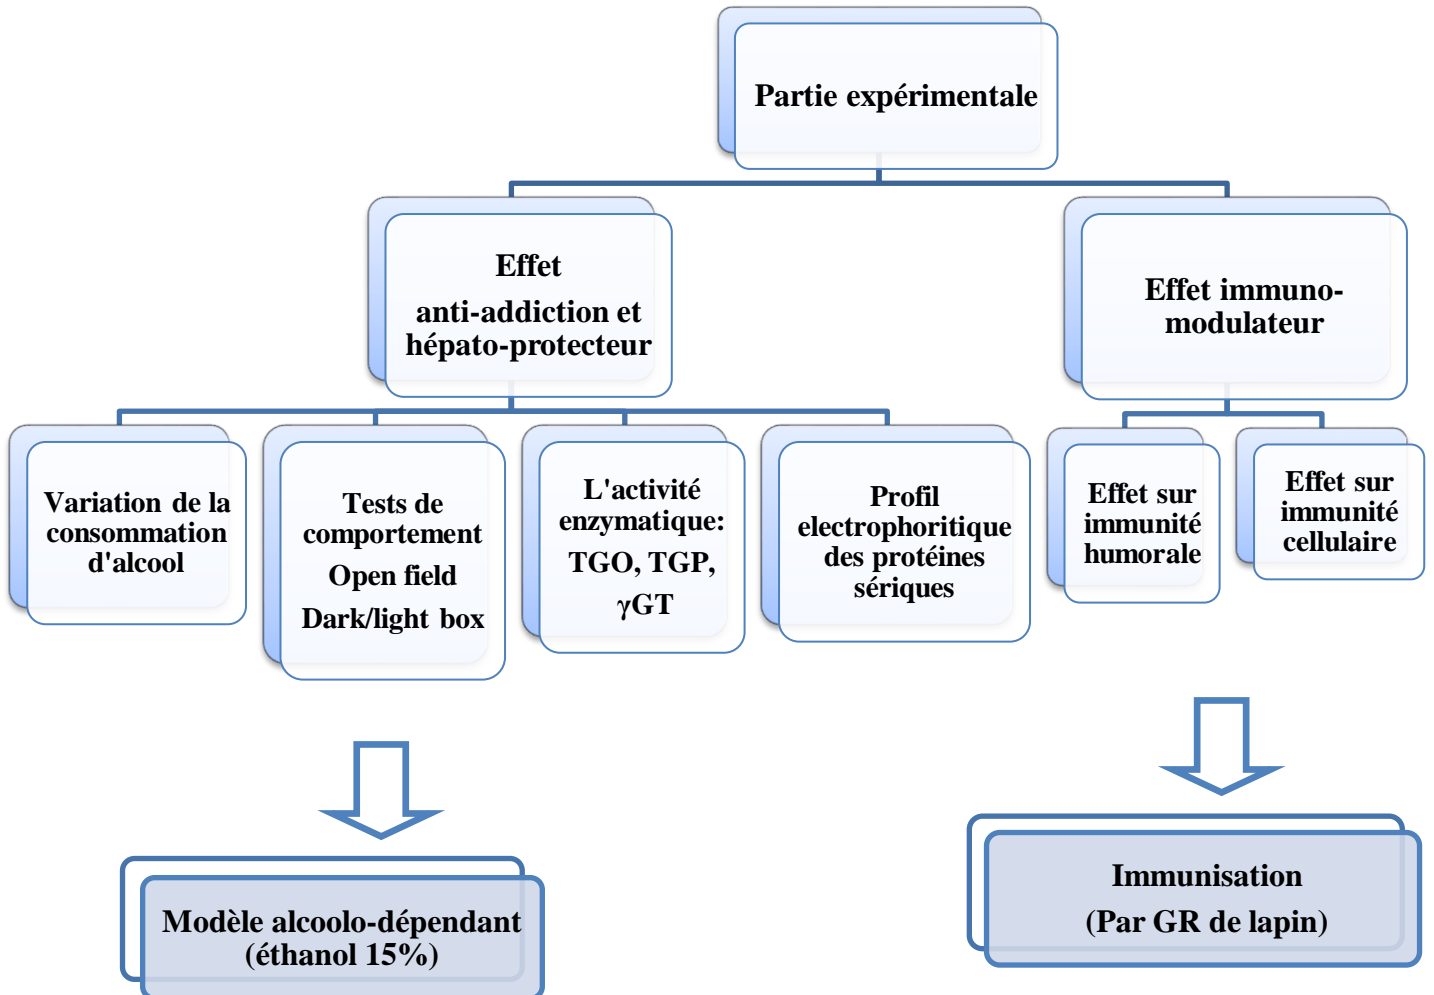 Partie expérimentale
Effet
anti-addiction et
hépato-protecteur
Effet immuno-
modulateur
Variation de la
consommation
d'alcool
Tests de
comportement
Open field
Dark/light box
L'activité
enzymatique:
TGO, TGP,
γGT
Profil
electrophoritique
des protéines
sériques
Effet sur
immunité
humorale
Effet sur
immunité
cellulaire
Modèle alcoolo-dépendant
(éthanol 15%)
Immunisation
(Par GR de lapin)